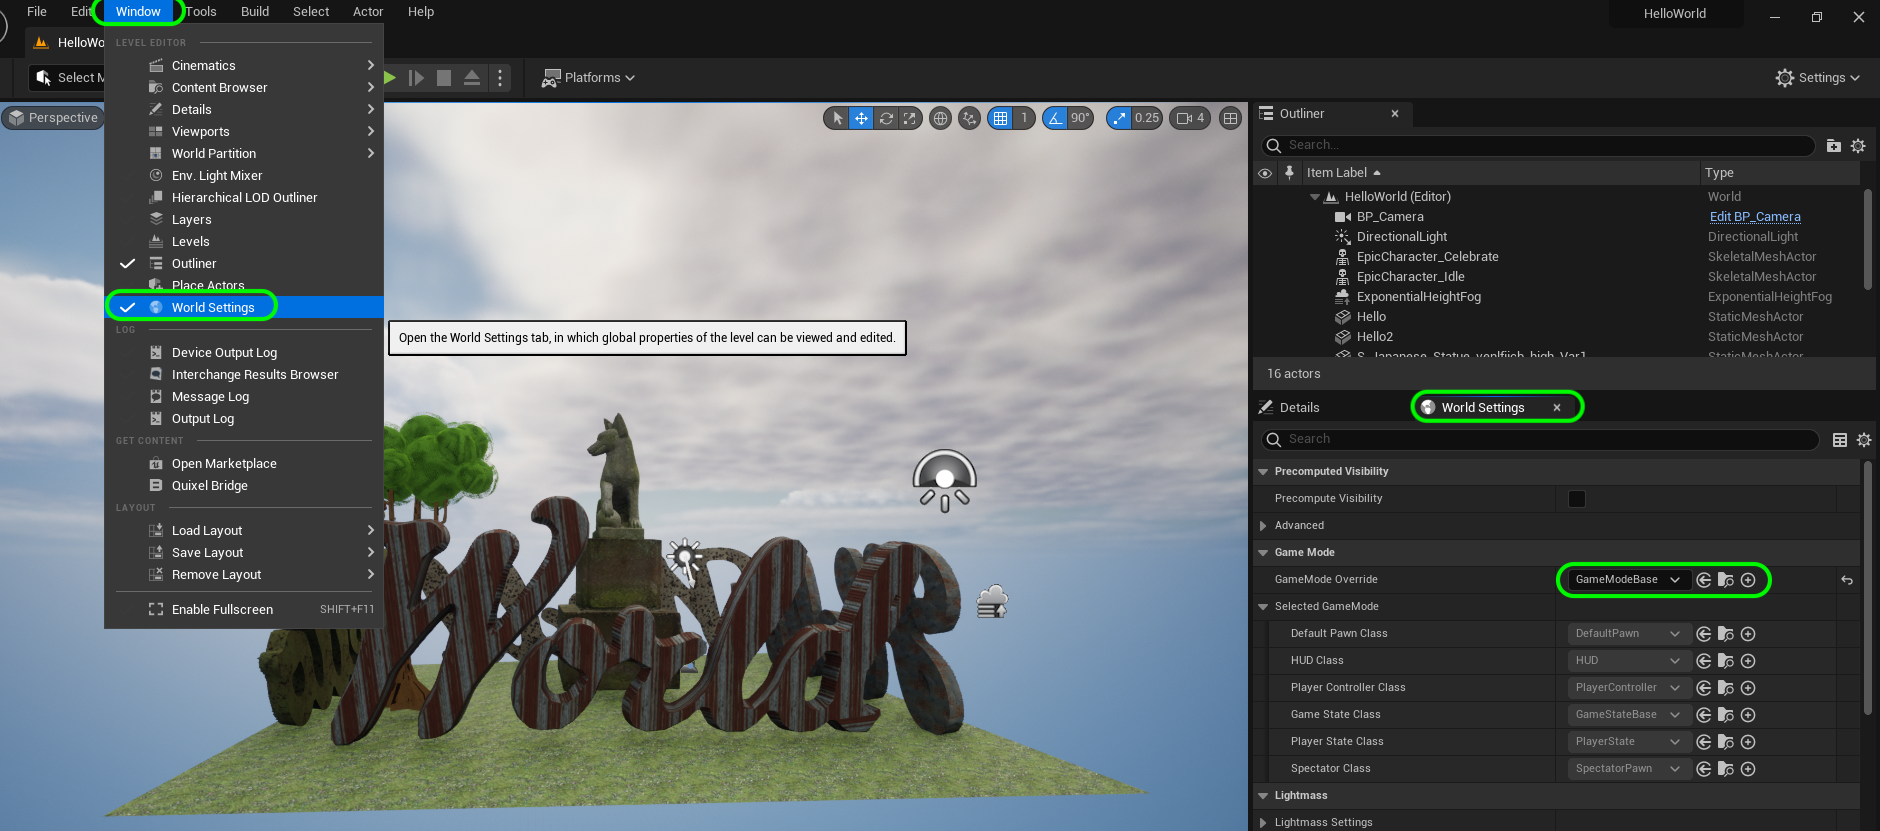 File Edit Window Tools Build Select Actor Help
HelloWorld
HelloWo
Select M
Platforms
Settings
Perspective
1
90°
0.25
4
LEVEL EDITOR
Cinematics
Content Browser
Details
Viewports
World Partition
Env. Light Mixer
Hierarchical LOD Outliner
Layers
Levels
Outliner
Place Actors
World Settings
LOG
Device Output Log
Interchange Results Browser
Message Log
Output Log
GET CONTENT
Open Marketplace
Quixel Bridge
LAYOUT
Load Layout
Save Layout
Remove Layout
Enable Fullscreen SHIFT+F11
Open the World Settings tab, in which global properties of the level can be viewed and edited.
World
Outliner
Search...
Item Label Type
HelloWorld (Editor) World
BP_Camera Edit BP_Camera
DirectionalLight DirectionalLight
EpicCharacter_Celebrate SkeletalMeshActor
EpicCharacter_Idle SkeletalMeshActor
ExponentialHeightFog ExponentialHeightFog
Hello StaticMeshActor
Hello2 StaticMeshActor
StaticMeshActor
16 actors
Details World Settings
Search
Precomputed Visibility
Precompute Visibility
Advanced
Game Mode
GameMode Override GameModeBase
Selected GameMode
Default Pawn Class DefaultPawn
HUD Class HUD
Player Controller Class PlayerController
Game State Class GameStateBase
Player State Class PlayerState
Spectator Class SpectatorPawn
Lightmass
Lightmass Settings